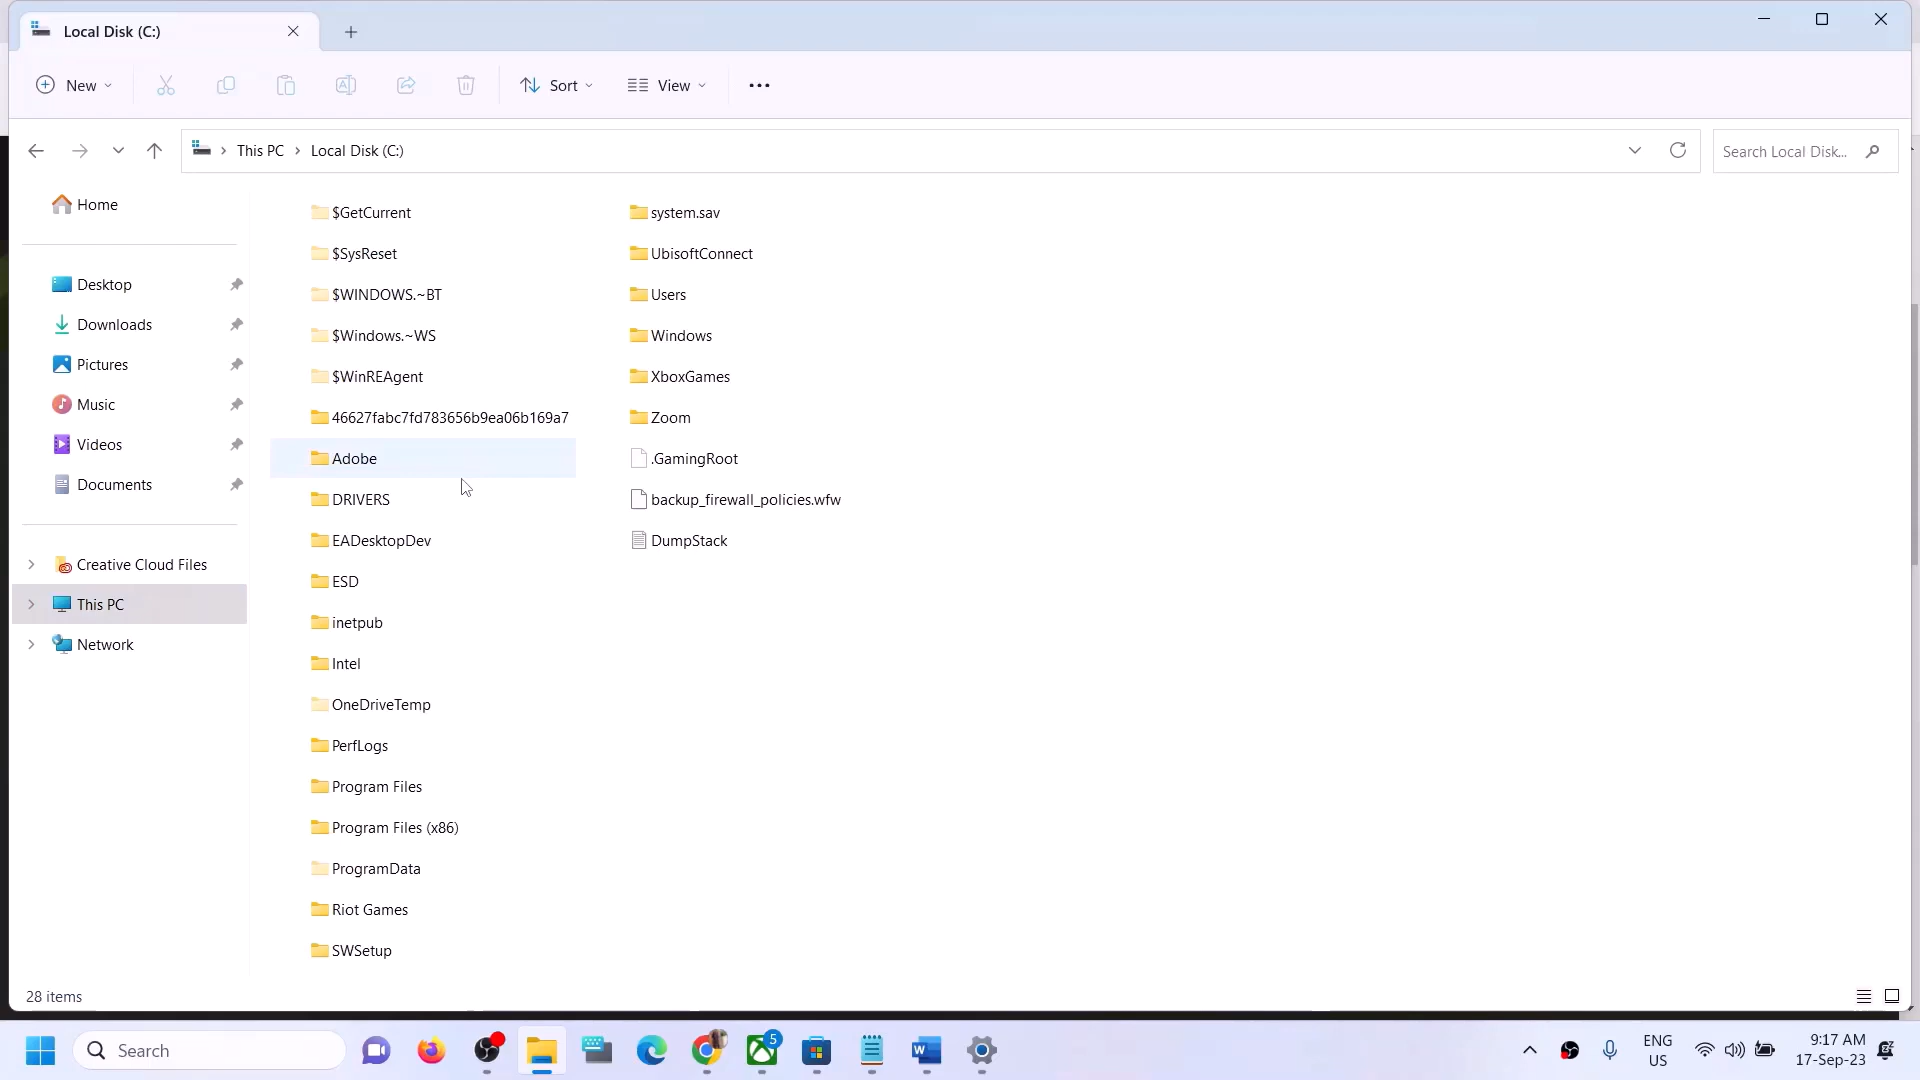 Local Disk (C:)
New
Sort
View
This PC
Local Disk (C:)
Search Local Disk...
Home
Desktop
Downloads
Pictures
Music
Videos
Documents
Creative Cloud Files
This PC
Network
$GetCurrent
$SysReset
$WINDOWS.~BT
$Windows.~WS
$WinREAgent
46627fabc7fd783656b9ea06b169a7
Adobe
DRIVERS
EADesktopDev
ESD
inetpub
Intel
OneDriveTemp
PerfLogs
Program Files
Program Files (x86)
ProgramData
Riot Games
SWSetup
system.sav
UbisoftConnect
Users
Windows
XboxGames
Zoom
.GamingRoot
backup_firewall_policies.wfw
DumpStack
28 items
Search
5
W
ENG
US
9:17 AM
17-Sep-23